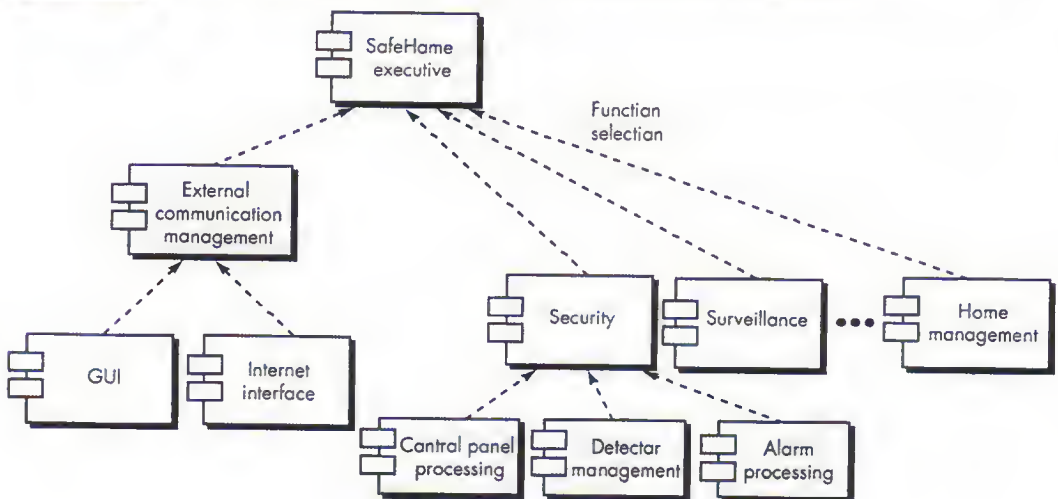 SafeHame
executive
Function
selection
External
communication
management
Security
Surveillance
Home
management
GUI
Internet
interface
Cantral panel
processing
Detectar
management
Alarm
processing